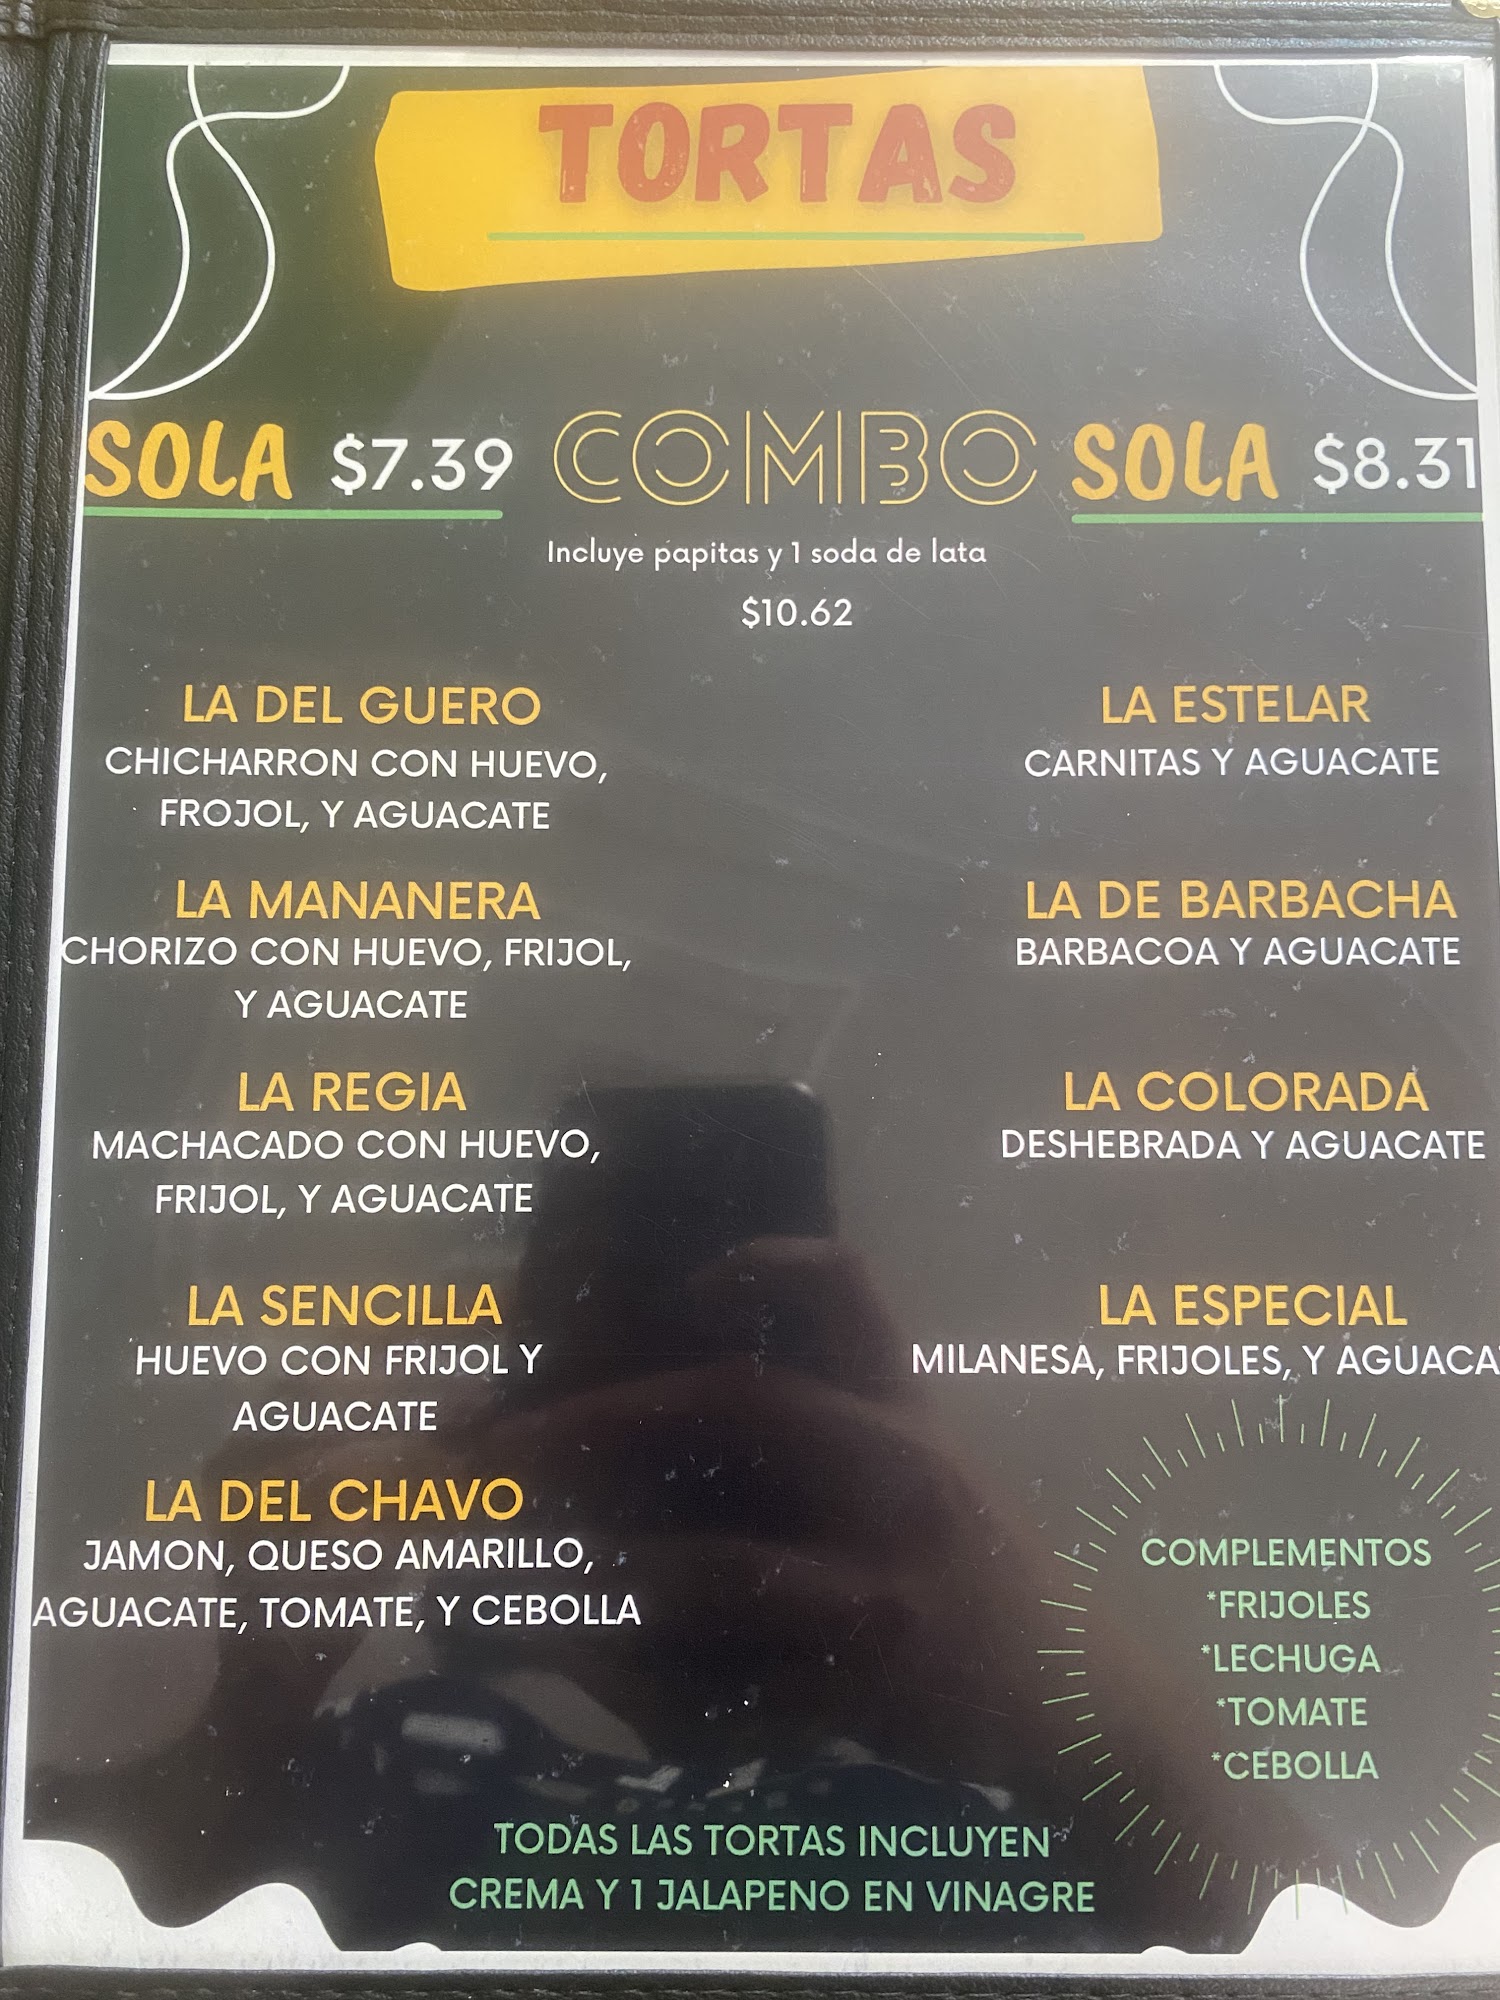 TORTAS
SOLA $7.39
COMBO
Incluye papitas y 1 soda de lata
$10.62
SOLA $8.31
LA DEL GUERO
CHICHARRON CON HUEVO,
FROJOL, Y AGUACATE
LA MANANERA
CHORIZO CON HUEVO, FRIJOL,
Y AGUACATE
LA REGIA
MACHACADO CON HUEVO,
FRIJOL, Y AGUACATE
LA SENCILLA
HUEVO CON FRIJOL Y
AGUACATE
LA DEL CHAVO
JAMON, QUESO AMARILLO,
AGUACATE, TOMATE, Y CEBOLLA
LA ESTELAR
CARNITAS Y AGUACATE
LA DE BARBACHA
BARBACOA Y AGUACATE
LA COLORADA
DESHEBRADA Y AGUACATE
LA ESPECIAL
MILANESA, FRIJOLES, Y AGUACA
COMPLEMENTOS
*FRIJOLES
*LECHUGA
*TOMATE
*CEBOLLA
TODAS LAS TORTAS INCLUYEN
CREMA Y 1 JALAPENO EN VINAGRE